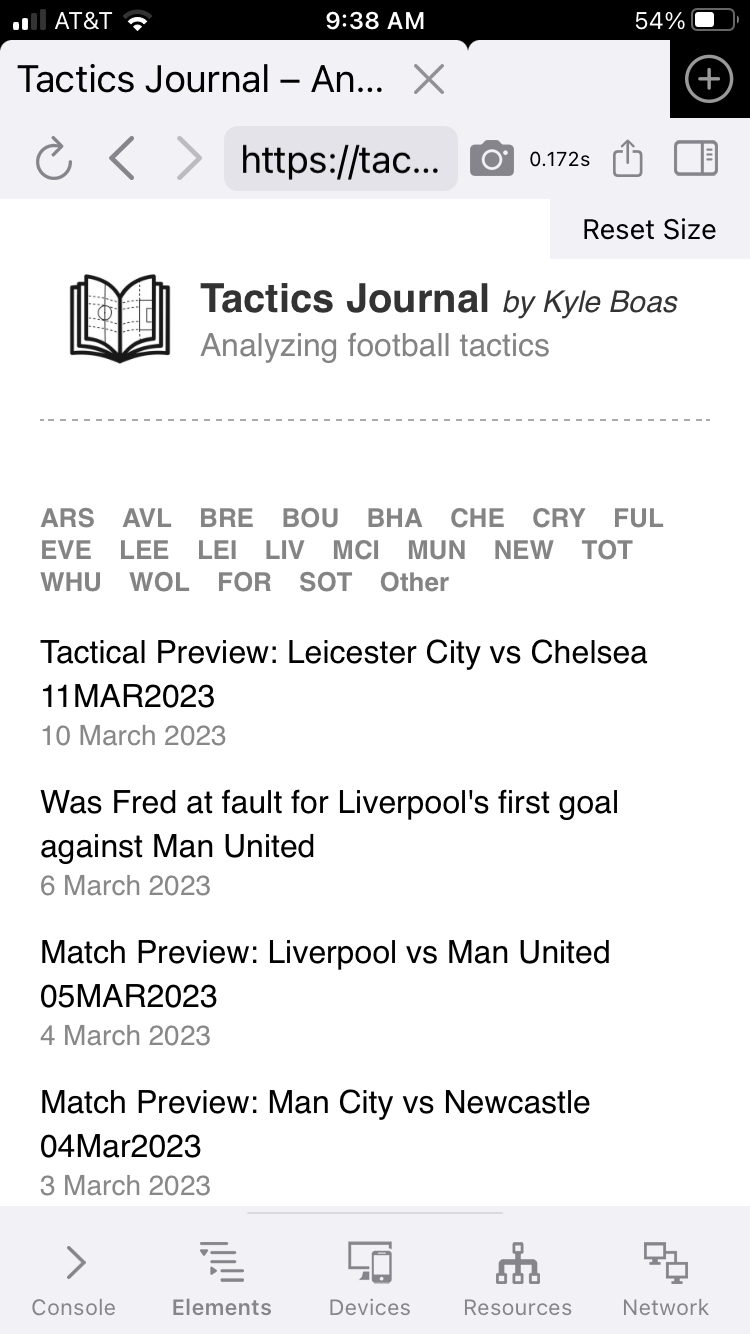 AT&T 9:38 AM 54%
Tactics Journal – An...
https://tac... 0.172s
Reset Size
Tactics Journal by Kyle Boas
Analyzing football tactics
ARS AVL BRE BOU BHA CHE CRY FUL
EVE LEE LEI LIV MCI MUN NEW TOT
WHU WOL FOR SOT Other
Tactical Preview: Leicester City vs Chelsea
11MAR2023
10 March 2023
Was Fred at fault for Liverpool's first goal
against Man United
6 March 2023
Match Preview: Liverpool vs Man United
05MAR2023
4 March 2023
Match Preview: Man City vs Newcastle
04Mar2023
3 March 2023
Console Elements Devices Resources Network